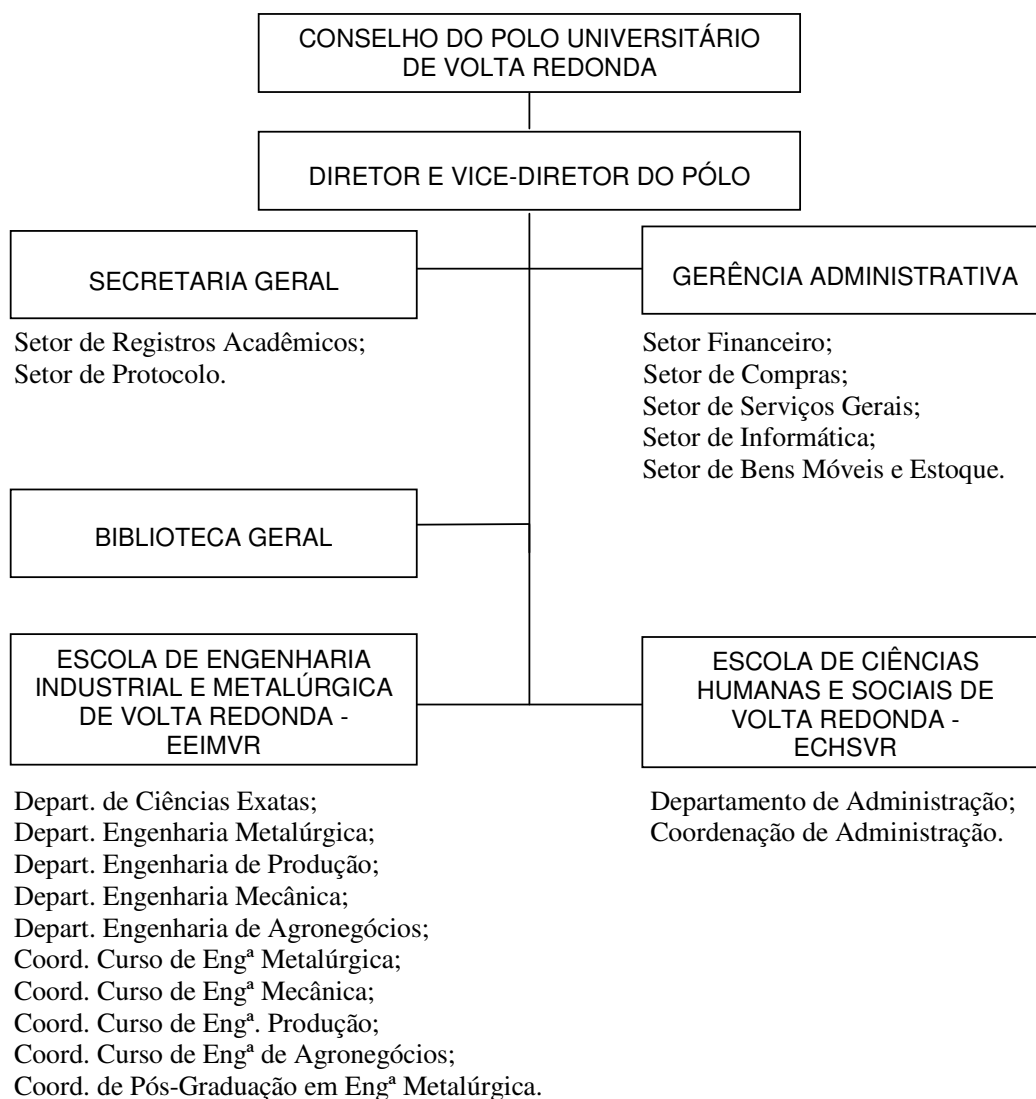 CONSELHO DO POLO UNIVERSITÁRIO
DE VOLTA REDONDA
DIRETOR E VICE-DIRETOR DO PÓLO
SECRETARIA GERAL
Setor de Registros Acadêmicos;
Setor de Protocolo.
GERÊNCIA ADMINISTRATIVA
Setor Financeiro;
Setor de Compras;
Setor de Serviços Gerais;
Setor de Informática;
Setor de Bens Móveis e Estoque.
BIBLIOTECA GERAL
ESCOLA DE ENGENHARIA
INDUSTRIAL E METALÚRGICA
DE VOLTA REDONDA -
EEIMVR
Depart. de Ciências Exatas;
Depart. Engenharia Metalúrgica;
Depart. Engenharia de Produção;
Depart. Engenharia Mecânica;
Depart. Engenharia de Agronegócios;
Coord. Curso de Engª Metalúrgica;
Coord. Curso de Engª Mecânica;
Coord. Curso de Engª. Produção;
Coord. Curso de Engª de Agronegócios;
Coord. de Pós-Graduação em Engª Metalúrgica.
ESCOLA DE CIÊNCIAS
HUMANAS E SOCIAIS DE
VOLTA REDONDA -
ECHSVR
Departamento de Administração;
Coordenação de Administração.